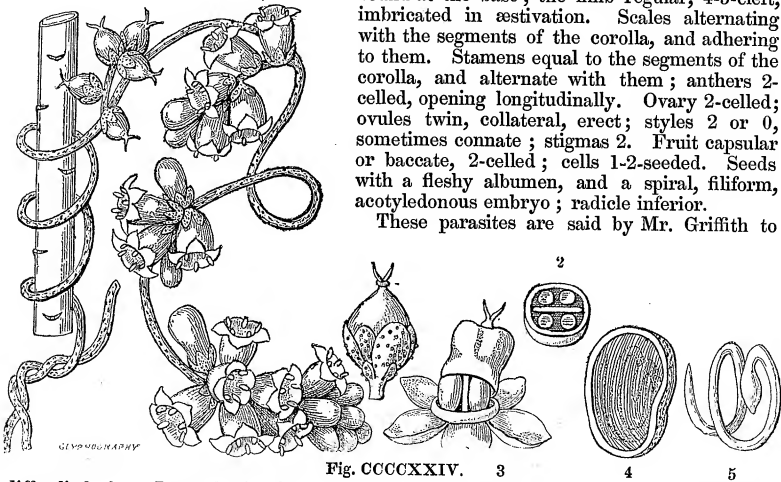 imbricated in æstivation. Scales alternating
with the segments of the corolla, and adhering
to them. Stamens equal to the segments of the
corolla, and alternate with them ; anthers 2-
celled, opening longitudinally. Ovary 2-celled;
ovules twin, collateral, erect; styles 2 or 0,
sometimes connate ; stigmas 2. Fruit capsular
or baccate, 2-celled ; cells 1-2-seeded. Seeds
with a fleshy albumen, and a spiral, filiform,
acotyledonous embryo ; radicle inferior.
These parasites are said by Mr. Griffith to
2
GLYPHOGRAPHY
Fig. CCCCXXIV. 3 4 5